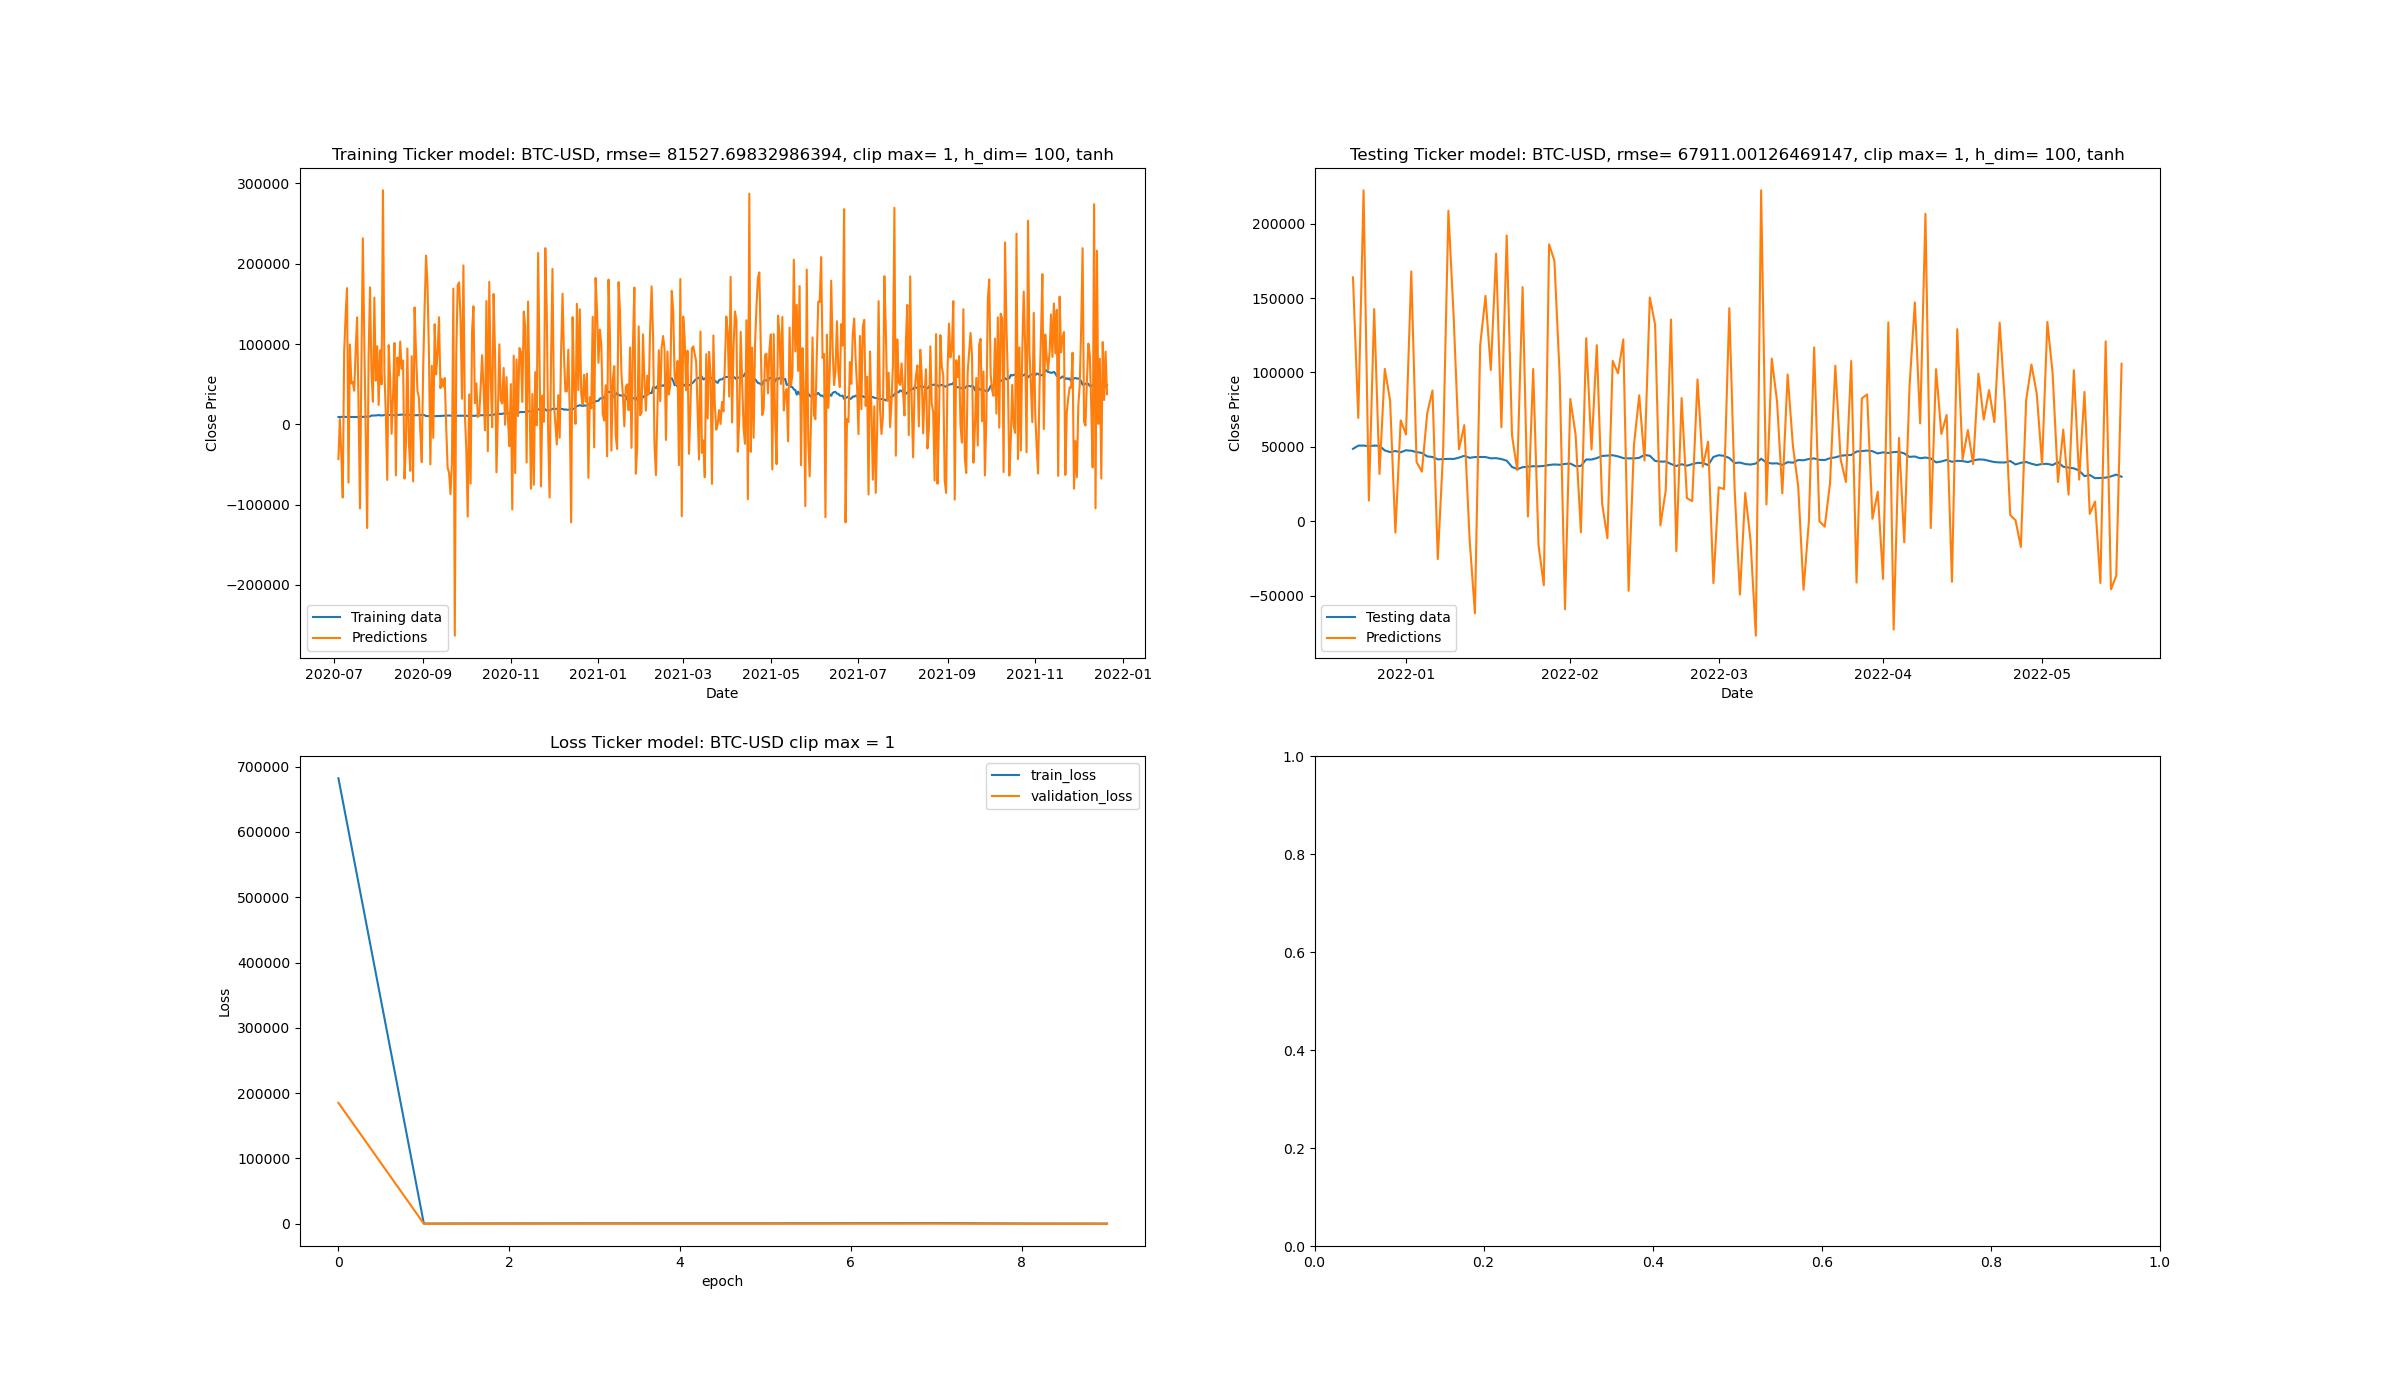 Training Ticker model: BTC-USD, rmse= 81527.69832986394, clip max= 1, h_dim= 100, tanh
300000
200000
100000
0
−100000
−200000
Close Price
Training data
Predictions
2020-07 2020-09 2020-11 2021-01 2021-03 2021-05 2021-07 2021-09 2021-11 2022-01
Date
Testing Ticker model: BTC-USD, rmse= 67911.00126469147, clip max= 1, h_dim= 100, tanh
200000
150000
100000
50000
0
−50000
Close Price
Testing data
Predictions
2022-01 2022-02 2022-03 2022-04 2022-05
Date
Loss Ticker model: BTC-USD clip max = 1
700000
600000
500000
400000
300000
200000
100000
0
Loss
train_loss
validation_loss
0 2 4 6 8
epoch
1.0
0.8
0.6
0.4
0.2
0.0
0.0 0.2 0.4 0.6 0.8 1.0